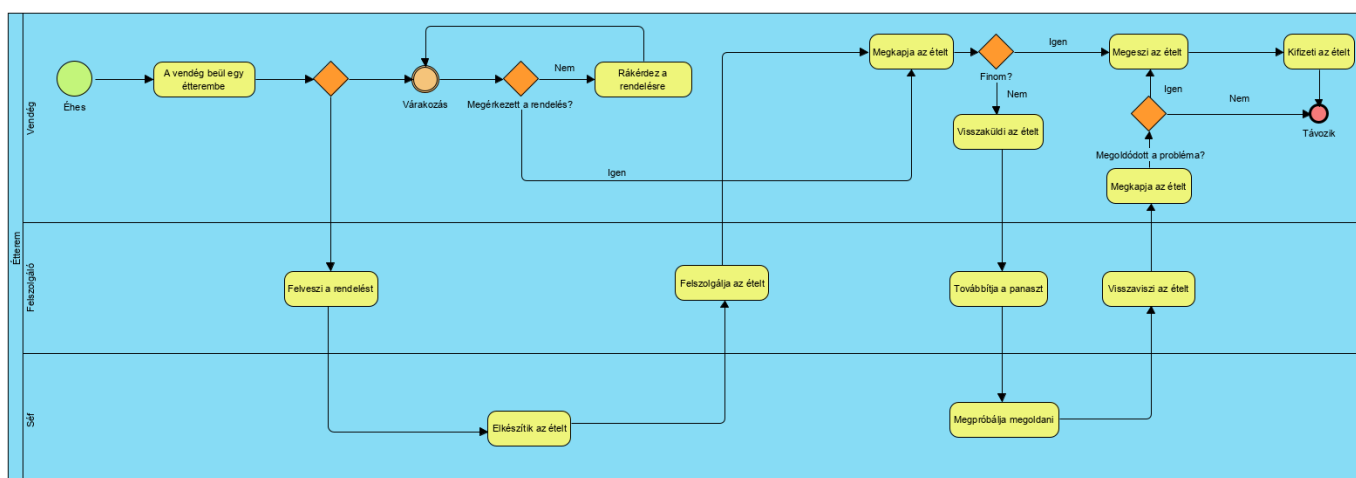 Étterem
Vendég
Éhes
A vendég beül egy
étterembe
Várakozás
Megérkezett a rendelés?
Nem
Rákérdez a
rendelésre
Igen
Megkapja az ételt
Finom?
Igen
Nem
Visszaküldi az ételt
Megeszi az ételt
Kifizeti az ételt
Igen
Nem
Távozik
Megoldódott a probléma?
Megkapja az ételt
Felszolgáló
Felveszi a rendelést
Felszolgálja az ételt
Továbbítja a panaszt
Visszaviszi az ételt
Séf
Elkészítik az ételt
Megpróbálja megoldani